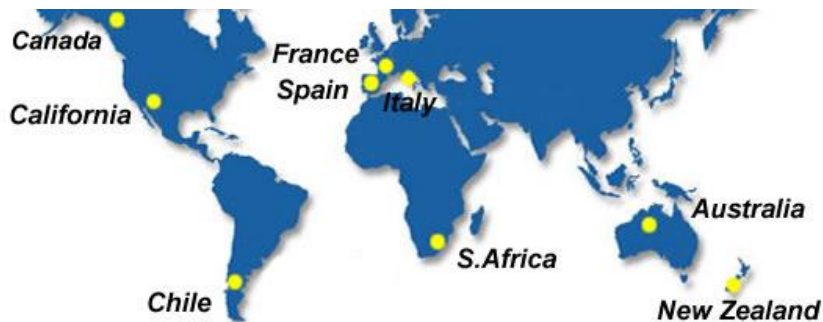 Canada
France
Spain
Italy
California
Australia
S.Africa
Chile
New Zealand